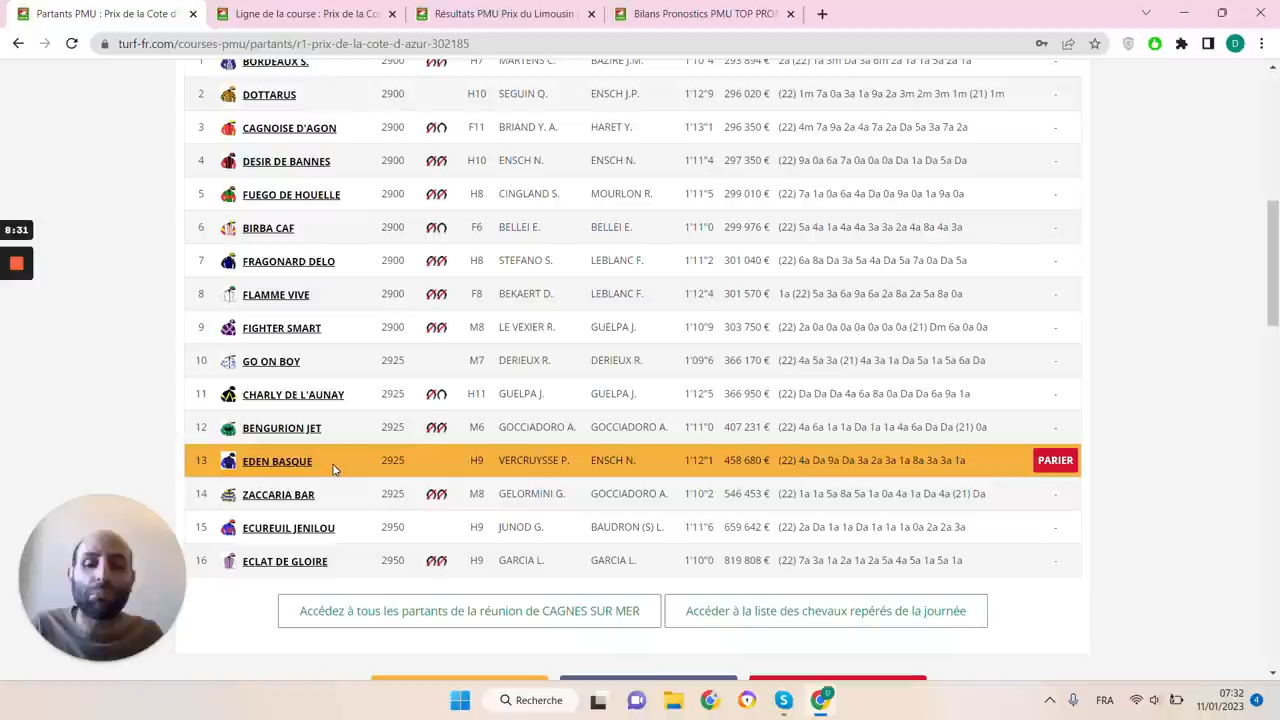 Partants PMU : Prix de la Cote d
Ligne de la course : Prix de la Co
Résultats PMU Prix du Limousin
Bilans Pronostics PMU TOP PROF
turf-fr.com/courses-pmu/partants/r1-prix-de-la-cote-d-azur-302185
D
1 BORDEAUX S. 2900 H7 MARTENS C. BAZIRE J.M. 1'10"4 293 894 € 2a (22) 1a 3m Da 3a 6m 2a 1a 1a 5a 2a 1a -
2 DOTTARUS 2900 H10 SEGUIN Q. ENSCH J.P. 1'12"9 296 020 € (22) 1m 7a 0a 3a 1a 9a 2a 3m 2m 3m 1m (21) 1m -
3 CAGNOISE D'AGON 2900 F11 BRIAND Y. A. HARET Y. 1'13"1 296 350 € (22) 4m 7a 9a 2a 4a 7a 2a Da 5a 3a 7a 2a -
4 DESIR DE BANNES 2900 H10 ENSCH N. ENSCH N. 1'11"4 297 350 € (22) 9a 0a 6a 7a 0a 0a 0a Da 1a Da 5a Da -
5 FUEGO DE HOUELLE 2900 H8 CINGLAND S. MOURLON R. 1'11"5 299 010 € (22) 7a 1a 0a 6a 4a Da 0a 9a 0a 1a 9a 0a -
6 BIRBA CAF 2900 F6 BELLEI E. BELLEI E. 1'11"0 299 976 € (22) 5a 4a 1a 4a 4a 3a 3a 2a 4a 8a 4a 3a -
7 FRAGONARD DELO 2900 H8 STEFANO S. LEBLANC F. 1'11"2 301 040 € (22) 6a 8a Da 3a 5a 4a Da 5a 7a 0a Da 5a -
8 FLAMME VIVE 2900 F8 BEKAERT D. LEBLANC F. 1'12"4 301 570 € 1a (22) 5a 3a 6a 9a 6a 2a 8a 2a 5a 8a 0a -
9 FIGHTER SMART 2900 M8 LE VEXIER R. GUELPA J. 1'10"9 303 750 € (22) 2a 0a 0a 0a 0a 0a 0a (21) Dm 6a 0a 0a -
10 GO ON BOY 2925 M7 DERIEUX R. DERIEUX R. 1'09"6 366 170 € (22) 4a 5a 3a (21) 4a 3a 1a Da 5a 1a 5a 6a Da -
11 CHARLY DE L'AUNAY 2925 H11 GUELPA J. GUELPA J. 1'12"5 366 950 € (22) Da Da Da 4a 6a 8a 0a Da Da 6a 9a 1a -
12 BENGURION JET 2925 M6 GOCCIADORO A. GOCCIADORO A. 1'11"0 407 231 € (22) 4a 6a 1a 1a Da 1a 1a 4a 6a Da Da (21) 0a -
13 EDEN BASQUE 2925 H9 VERCRUYSSE P. ENSCH N. 1'12"1 458 680 € (22) 4a Da 9a Da 3a 2a 3a 1a 8a 3a 3a 1a PARIER
14 ZACCARIA BAR 2925 M8 GELORMINI G. GOCCIADORO A. 1'10"2 546 453 € (22) 1a 1a 5a 8a 5a 1a 0a 4a 1a Da 4a (21) Da -
15 ECUREUIL JENILOU 2950 H9 JUNOD G. BAUDRON (S) L. 1'11"6 659 642 € (22) 2a Da 1a 1a Da 1a 1a 1a 0a 2a 2a 3a -
16 ECLAT DE GLOIRE 2950 H9 GARCIA L. GARCIA L. 1'10"0 819 808 € (22) 7a 3a 1a 2a 1a 2a 5a 4a 5a 1a 5a 1a -
8:31
Accédez à tous les partants de la réunion de CAGNES SUR MER
Accéder à la liste des chevaux repérés de la journée
Recherche
D
FRA
07:32
11/01/2023
4